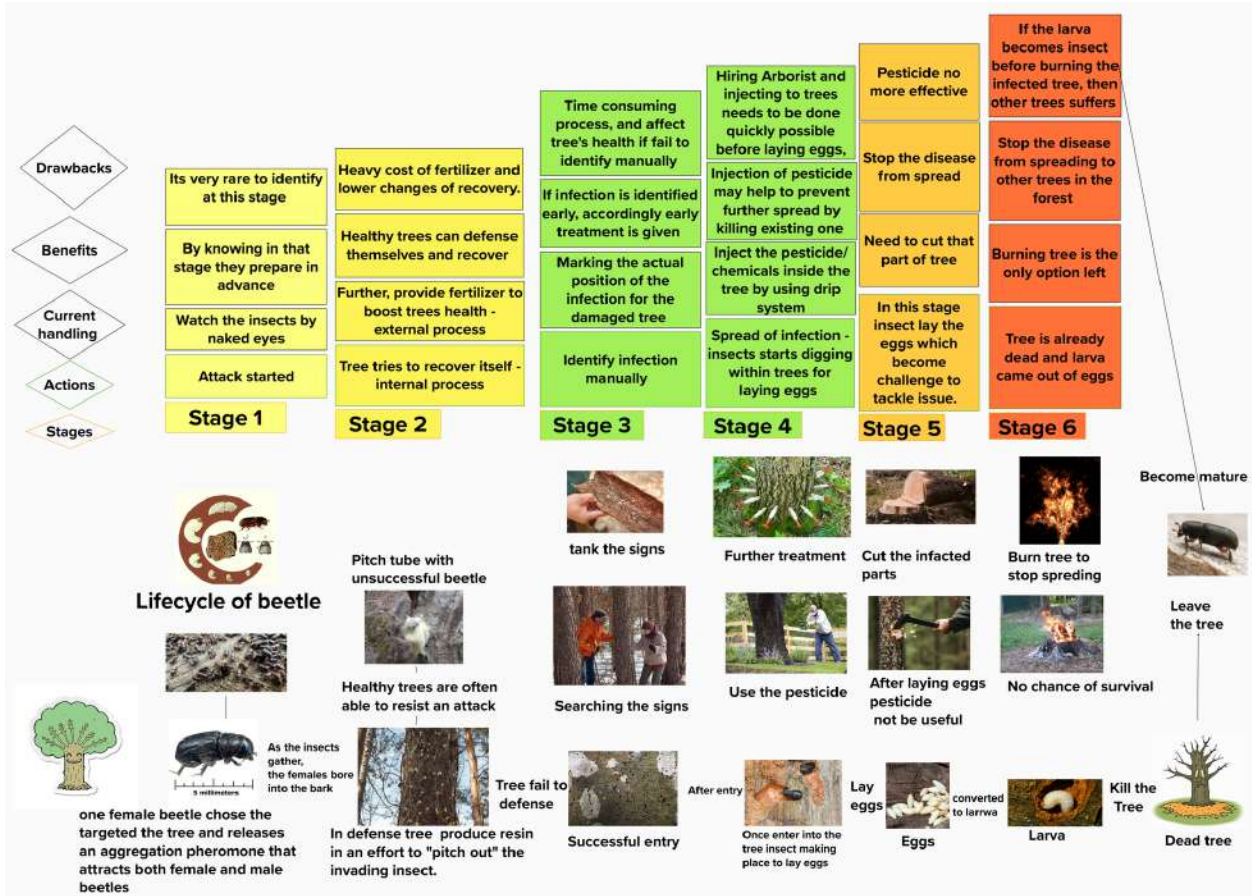 Drawbacks
Benefits
Current
handling
Actions
Stages
Its very rare to identify
at this stage
By knowing in that
stage they prepare in
advance
Watch the insects by
naked eyes
Attack started
Stage 1
Heavy cost of fertilizer and
lower changes of recovery.
Healthy trees can defense
themselves and recover
Further, provide fertilizer to
boost trees health -
external process
Tree tries to recover itself -
internal process
Stage 2
Time consuming
process, and affect
tree's health if fail to
identify manually
If infection is identified
early, accordingly early
treatment is given
Marking the actual
position of the
infection for the
damaged tree
Identify infection
manually
Stage 3
Hiring Arborist and
injecting to trees
needs to be done
quickly possible
before laying eggs,
Injection of pesticide
may help to prevent
further spread by
killing existing one
Inject the pesticide/
chemicals inside the
tree by using drip
system
Spread of infection -
insects starts digging
within trees for
laying eggs
Stage 4
Pesticide no
more effective
Stop the disease
from spread
Need to cut that
part of tree
In this stage
insect lay the
eggs which
become
challenge to
tackle issue.
Stage 5
If the larva
becomes insect
before burning the
infected tree, then
other trees suffers
Stop the disease
from spreading to
other trees in the
forest
Burning tree is the
only option left
Tree is already
dead and larva
came out of eggs
Stage 6
Become mature
Leave
the tree
Lifecycle of beetle
Pitch tube with
unsuccessful beetle
tank the signs
Further treatment
Cut the infacted
parts
Burn tree to
stop spreding
Healthy trees are often
able to resist an attack
Searching the signs
Use the pesticide
After laying eggs
pesticide
not be useful
No chance of survival
5 millimeters
As the insects
gather,
the females bore
into the bark
one female beetle chose the
targeted the tree and releases
an aggregation pheromone that
attracts both female and male
beetles
In defense tree produce resin
in an effort to "pitch out" the
invading insect.
Tree fail to
defense
Successful entry
After entry
Once enter into the
tree insect making
place to lay eggs
Lay
eggs
Eggs
converted
to larrwa
Larva
Kill the
Tree
Dead tree